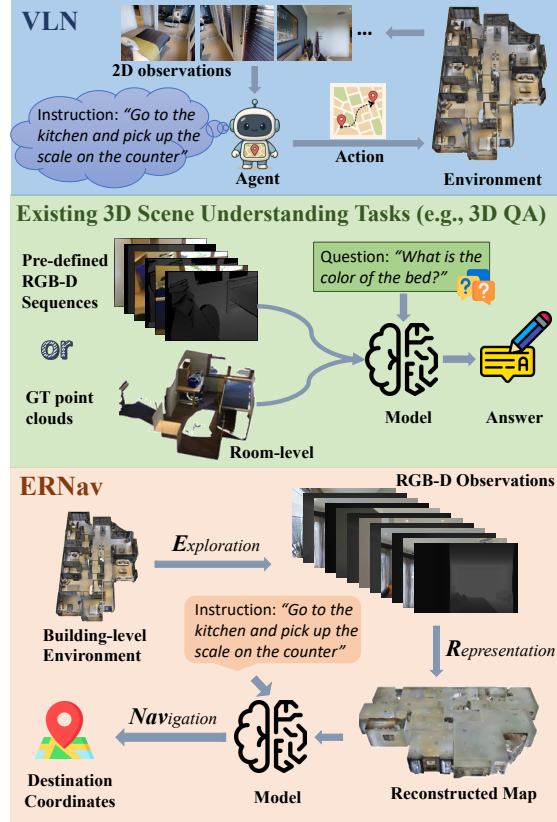 VLN
...
2D observations
Instruction: “Go to the
kitchen and pick up the
scale on the counter”
Agent
Action
Environment
Existing 3D Scene Understanding Tasks (e.g., 3D QA)
Pre-defined
RGB-D
Sequences
or
GT point
clouds
Room-level
Question: “What is the
color of the bed?”
? ?
Model
A
Answer
ERNav
RGB-D Observations
Exploration
Building-level
Environment
Instruction: “Go to the
kitchen and pick up the
scale on the counter”
Representation
Navigation
Destination
Coordinates
Model
Reconstructed Map